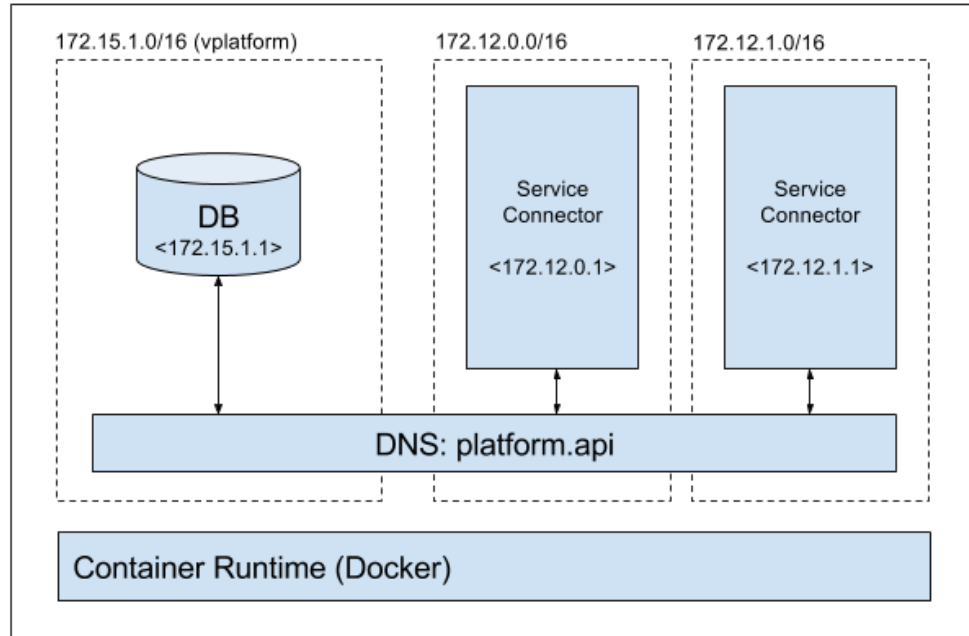 172.15.1.0/16 (vplatform)
172.12.0.0/16
172.12.1.0/16
DB
<172.15.1.1>
Service
Connector
<172.12.0.1>
Service
Connector
<172.12.1.1>
DNS: platform.api
Container Runtime (Docker)